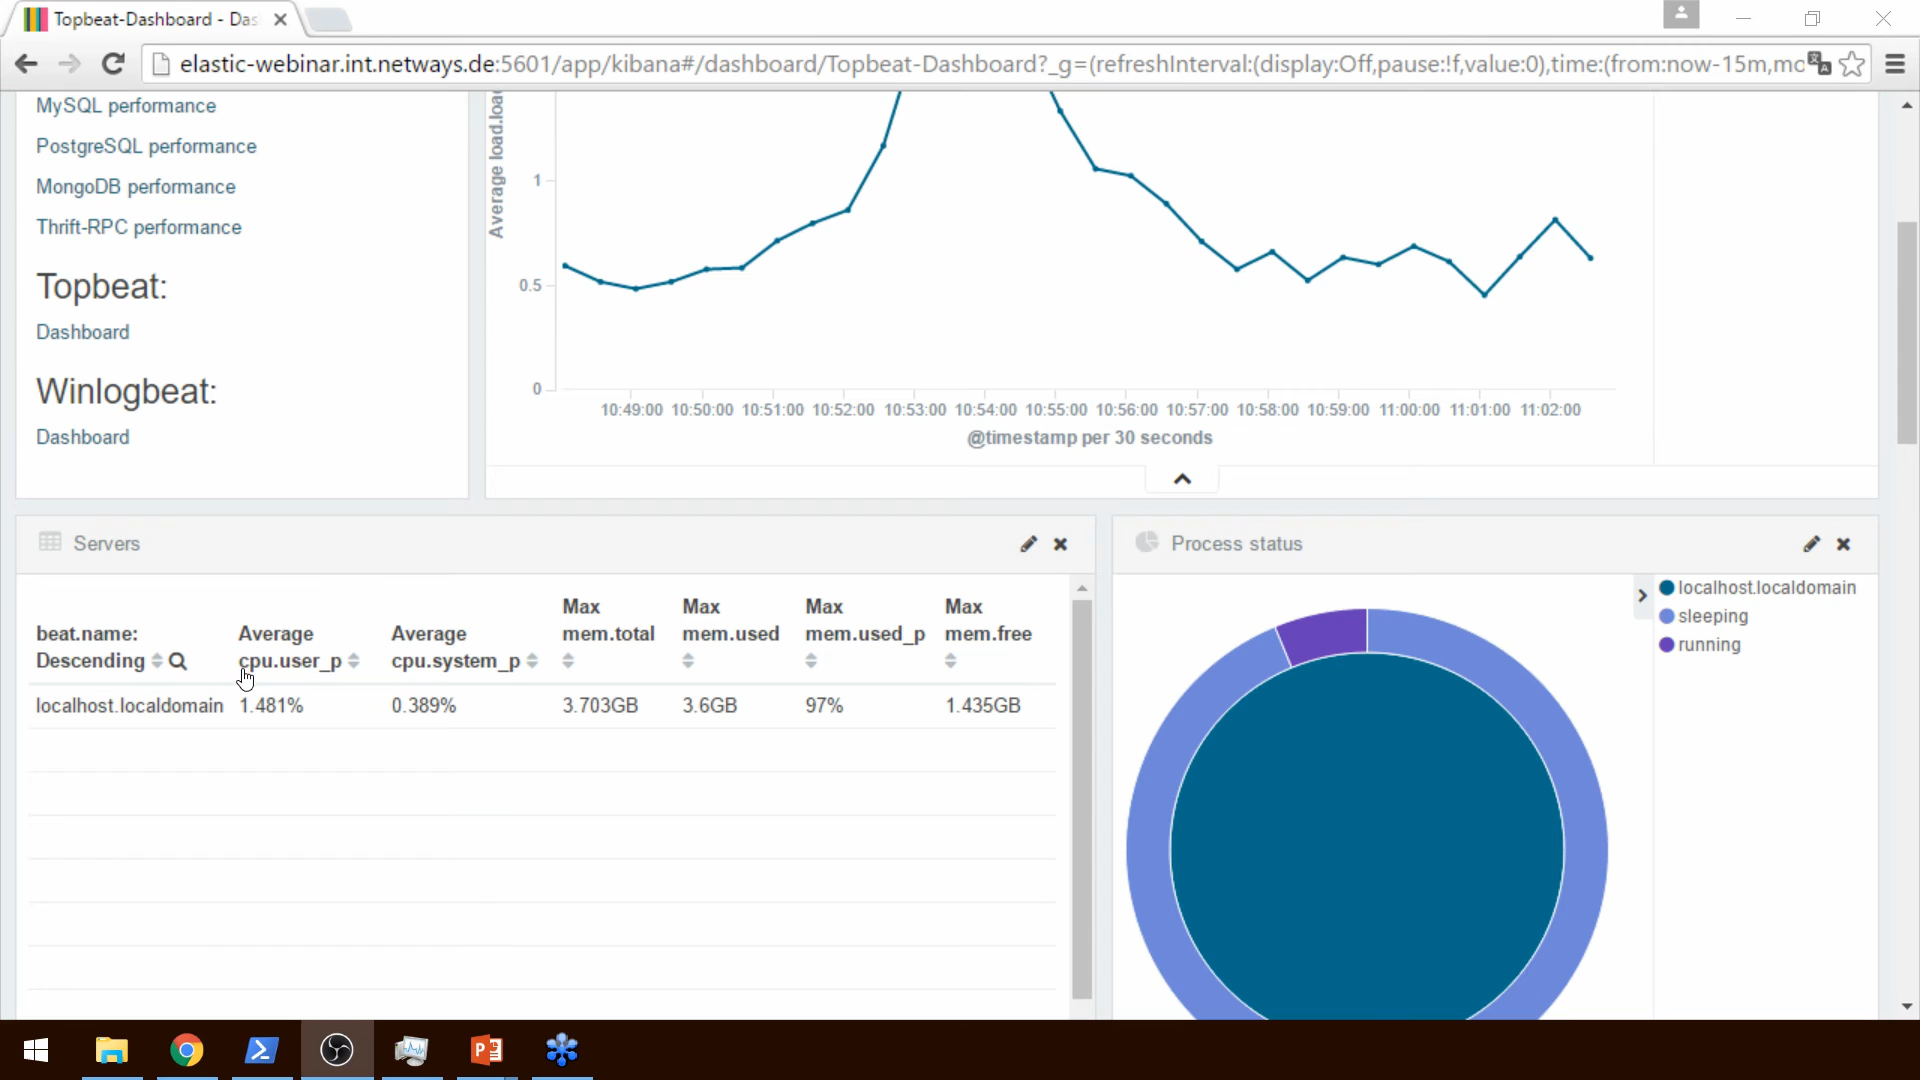 Topbeat-Dashboard - Das
elastic-webinar.int.netways.de:5601/app/kibana#/dashboard/Topbeat-Dashboard?_g=(refreshInterval:(display:Off,pause:!f,value:0),time:(from:now-15m,mo
MySQL performance
PostgreSQL performance
MongoDB performance
Thrift-RPC performance
Topbeat:
Dashboard
Winlogbeat:
Dashboard
Average load.loa
1
0.5
0
10:49:00 10:50:00 10:51:00 10:52:00 10:53:00 10:54:00 10:55:00 10:56:00 10:57:00 10:58:00 10:59:00 11:00:00 11:01:00 11:02:00
@timestamp per 30 seconds
Servers
beat.name: Descending
Average cpu.user_p
Average cpu.system_p
Max mem.total
Max mem.used
Max mem.used_p
Max mem.free
localhost.localdomain 1.481% 0.389% 3.703GB 3.6GB 97% 1.435GB
Process status
localhost.localdomain
sleeping
running